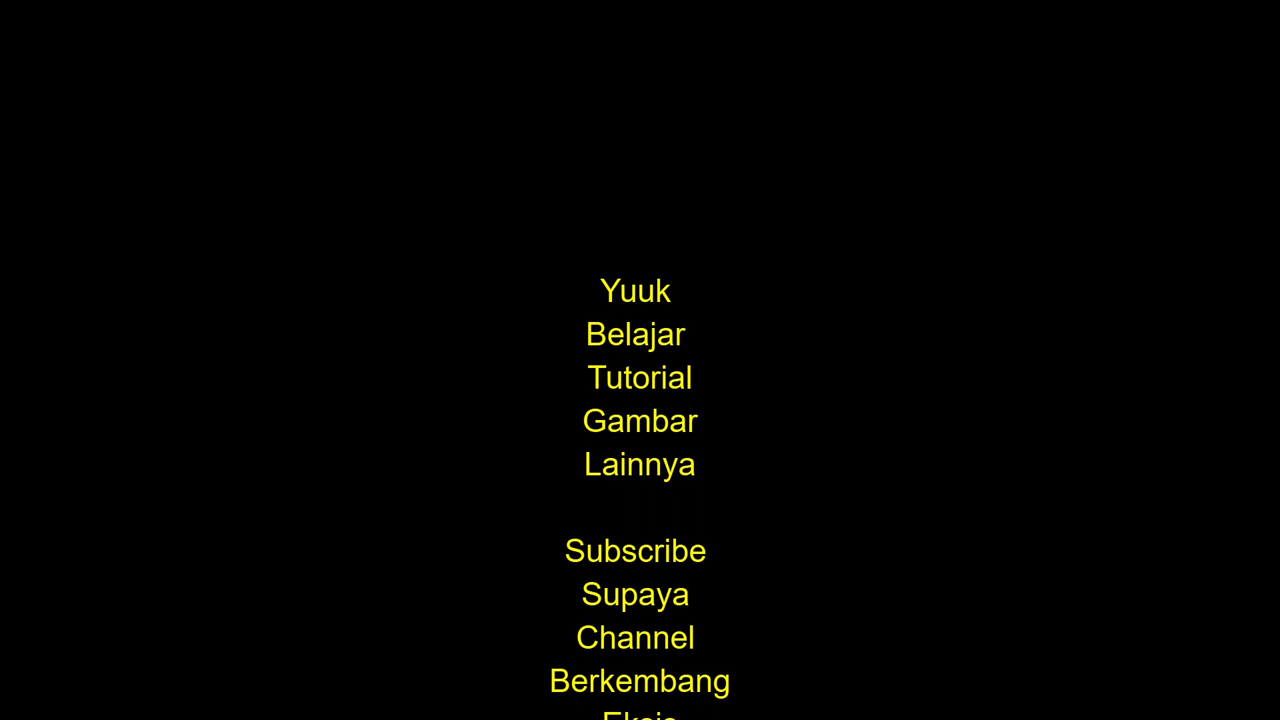 Yuuk
Belajar
Tutorial
Gambar
Lainnya
Subscribe
Supaya
Channel
Berkembang